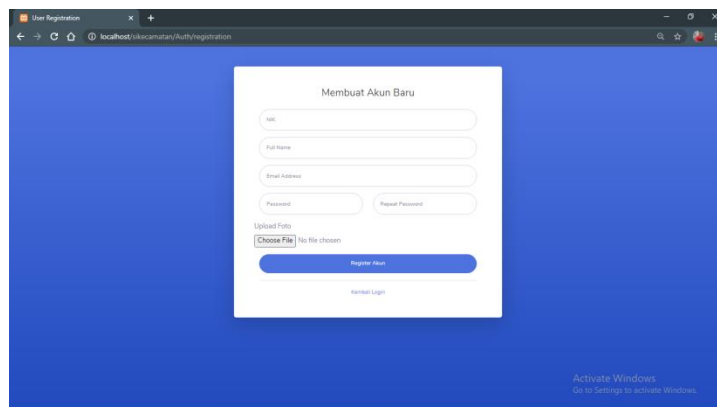 User Registration
localhost/sikecamatan/Auth/registration
Membuat Akun Baru
NIK
Full Name
Email Address
Password Repeat Password
Upload Foto
Choose File No file chosen
Register Akun
Kembali Login
Activate Windows
Go to Settings to activate Windows.